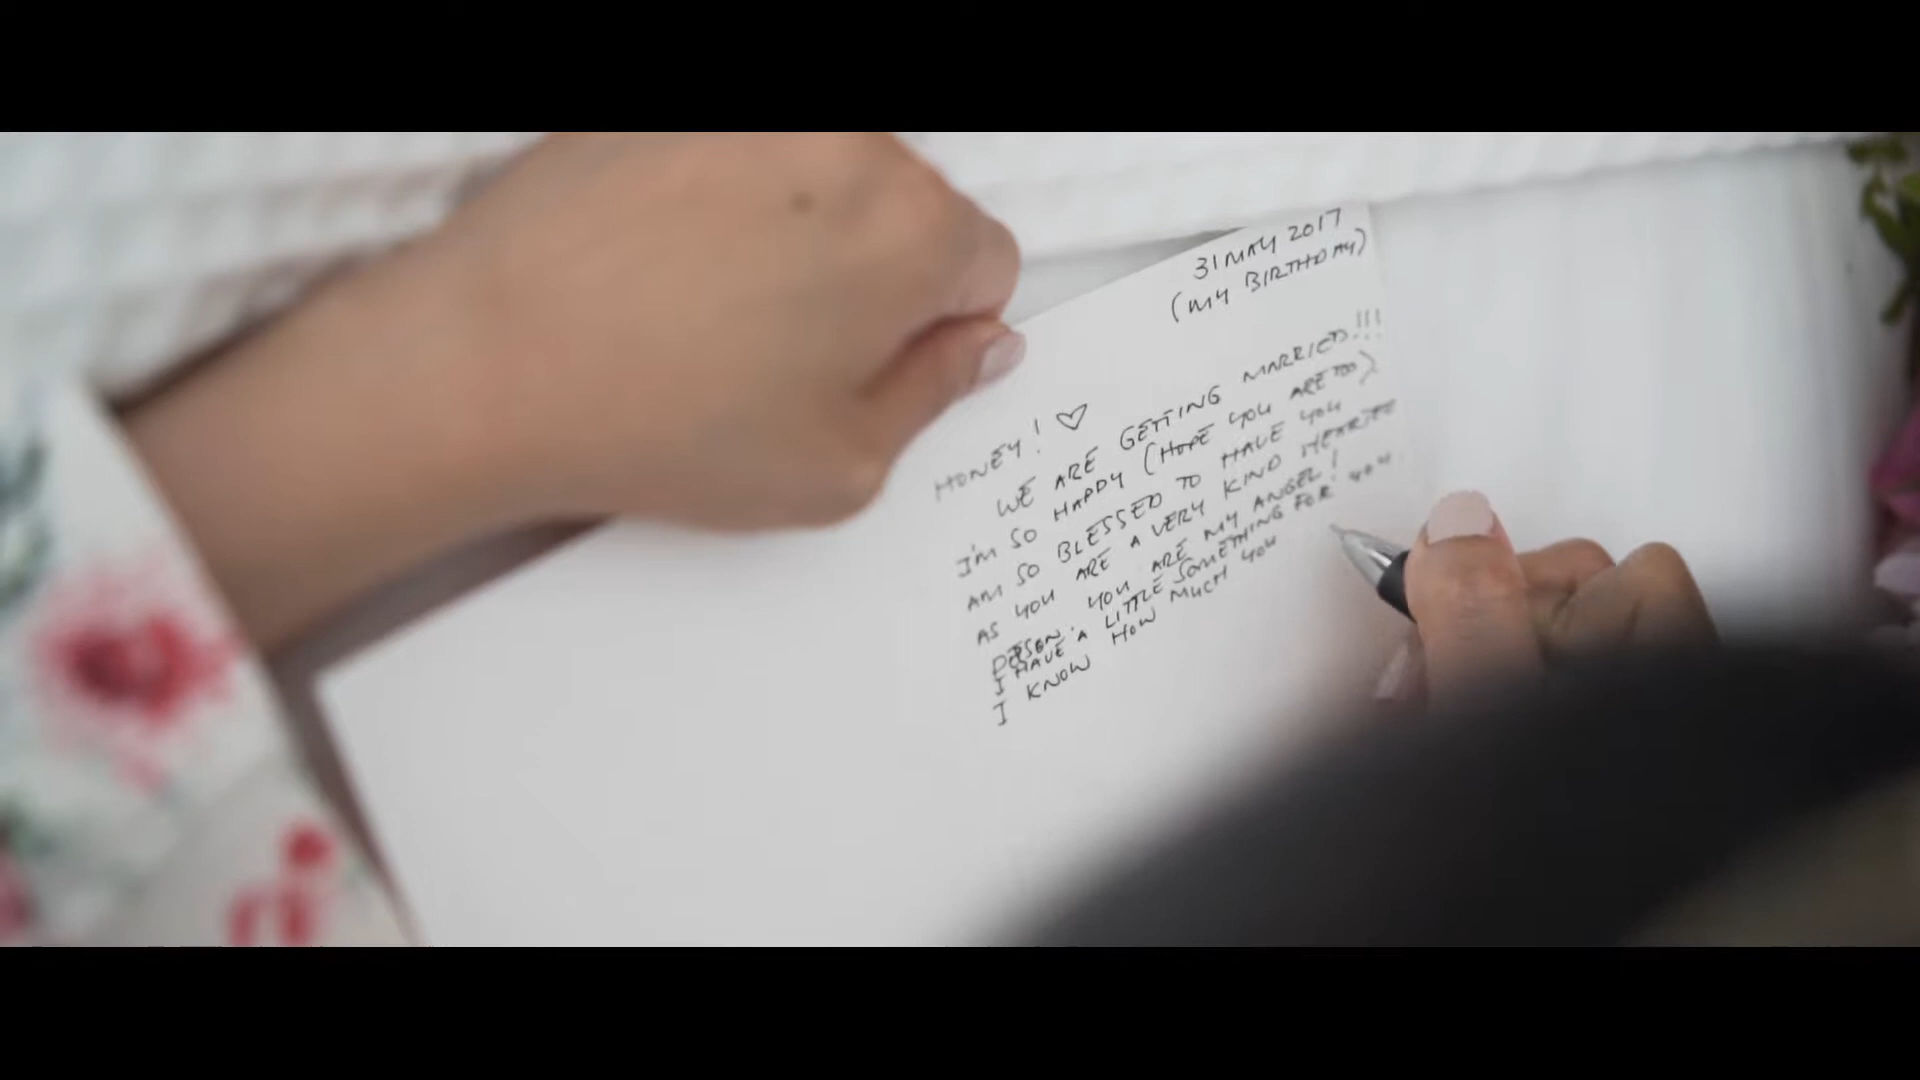 31 MAY 2017
(MY BIRTHDAY)
HONEY! ♡
WE ARE GETTING MARRIED!!!
I'M SO HAPPY (HOPE YOU ARE TOO).
AM SO BLESSED TO HAVE YOU
AS YOU ARE A VERY KIND HEARTED
PERSON. YOU ARE MY ANGEL!
I HAVE A LITTLE SOMETHING FOR YOU
I KNOW HOW MUCH YOU